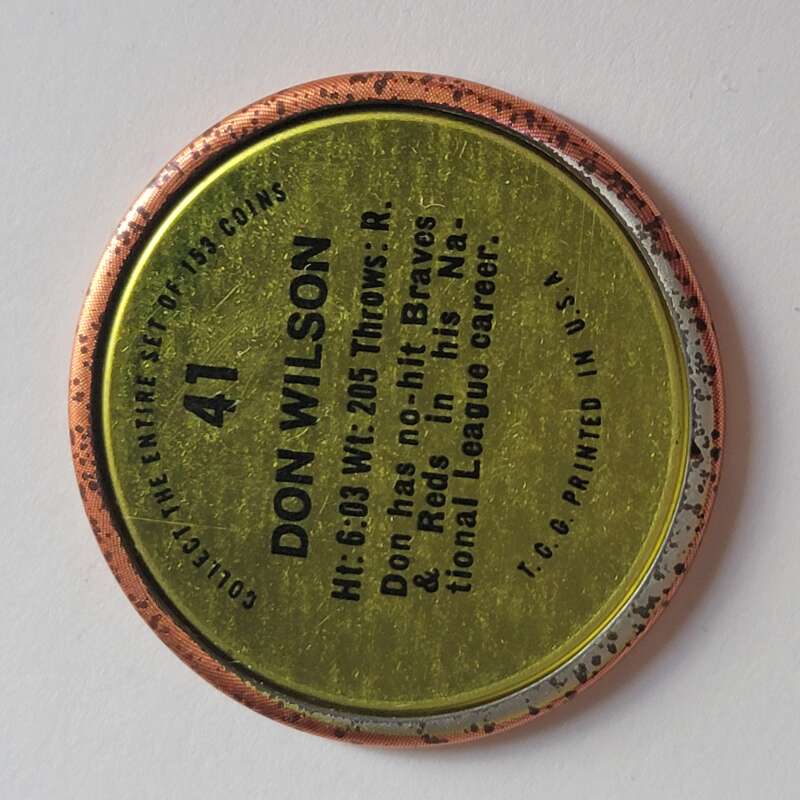 COLLECT THE ENTIRE SET OF 153 COINS
41
DON WILSON
Ht: 6:03 Wt: 205 Throws: R.
Don has no-hit Braves
& Reds in his Na-
tional League career.
T.C.G. PRINTED IN U.S.A